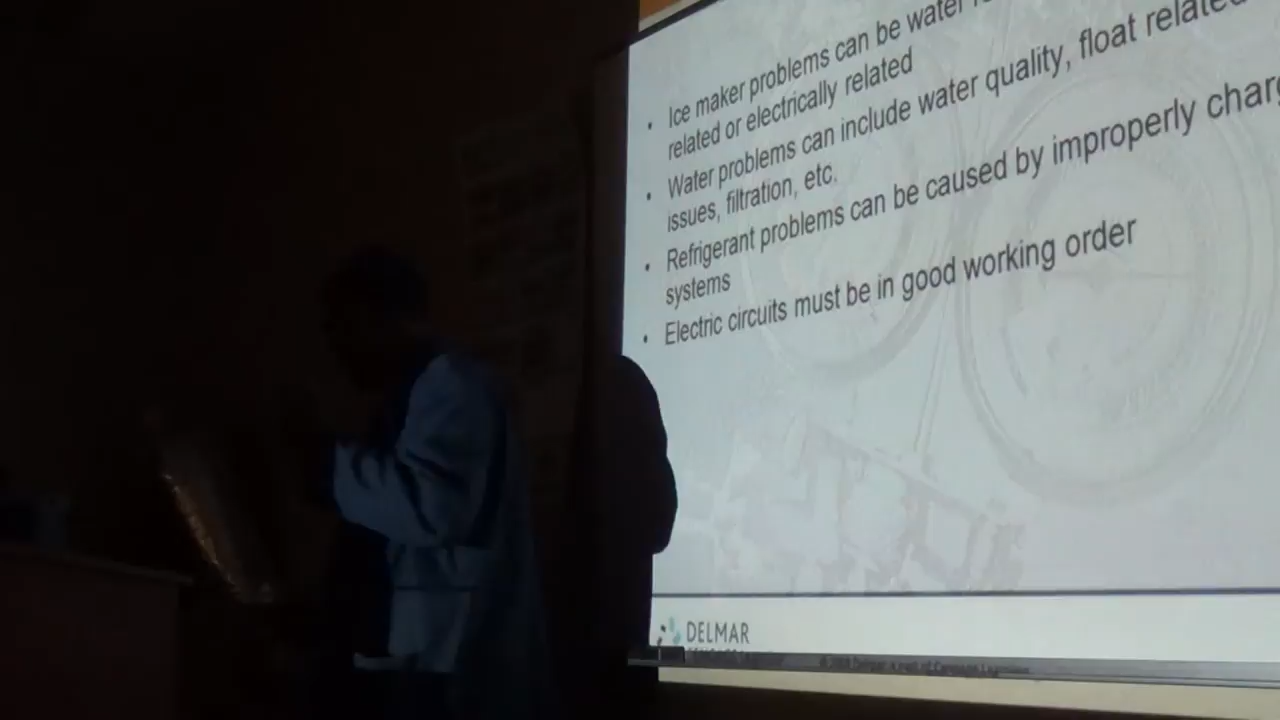 • Ice maker problems can be water
related or electrically related
• Water problems can include water quality, float related
issues, filtration, etc.
• Refrigerant problems can be caused by improperly
systems
• Electric circuits must be in good working order
DELMAR